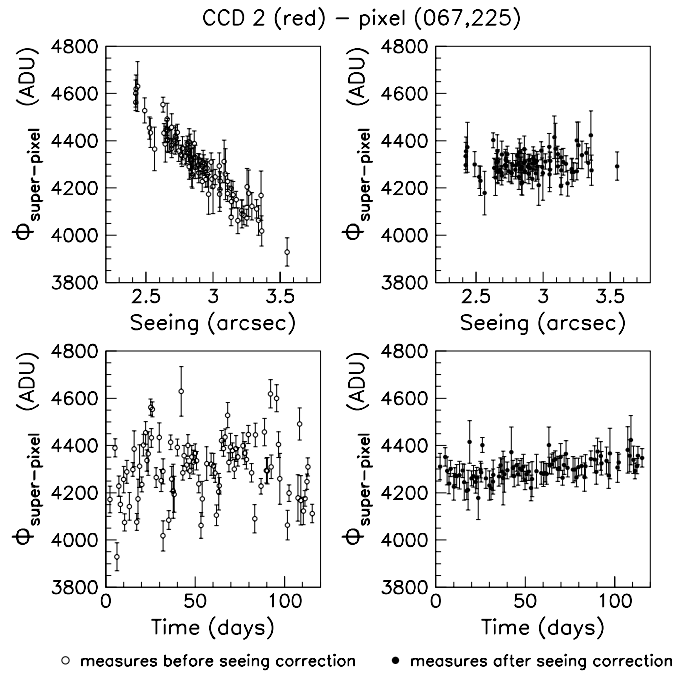 CCD 2 (red) – pixel (067,225)
Φsuper–pixel (ADU)
4800
4600
4400
4200
4000
3800
2.5 3 3.5
Seeing (arcsec)
Φsuper–pixel (ADU)
4800
4600
4400
4200
4000
3800
2.5 3 3.5
Seeing (arcsec)
Φsuper–pixel (ADU)
4800
4600
4400
4200
4000
3800
0 50 100
Time (days)
Φsuper–pixel (ADU)
4800
4600
4400
4200
4000
3800
0 50 100
Time (days)
○ measures before seeing correction
● measures after seeing correction